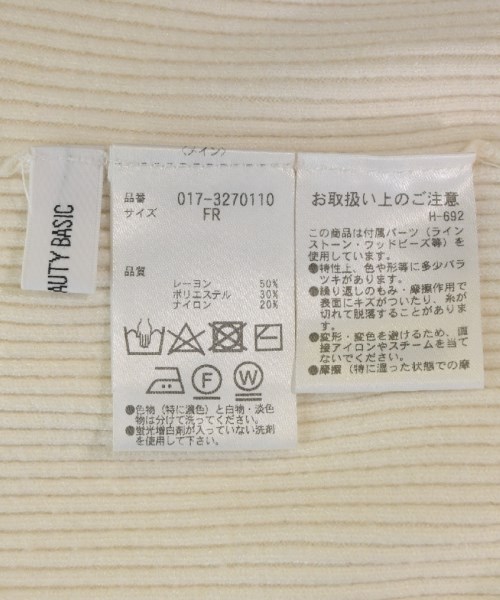 AUTY BASIC
品番 017-3270110
サイズ FR
品質
レーヨン 50%
ポリエステル 30%
ナイロン 20%
●色物（特に濃色）と白物・淡色
物は分けて洗ってください。
●蛍光増白剤が入っていない洗剤
を使用して下さい。
お取扱い上のご注意
H-692
この商品は付属パーツ（ライン
ストーン・ウッドビーズ等）を
使用しています。
●特性上、色や形等に多少バラ
ツキがあります。
●繰り返しのもみ・摩擦作用で
表面にキズがついたり、糸が
切れて脱落することがありま
す。
●変形・変色を避けるため、直
接アイロンやスチームを当て
ないでください。
●摩擦（特に湿った状態での摩